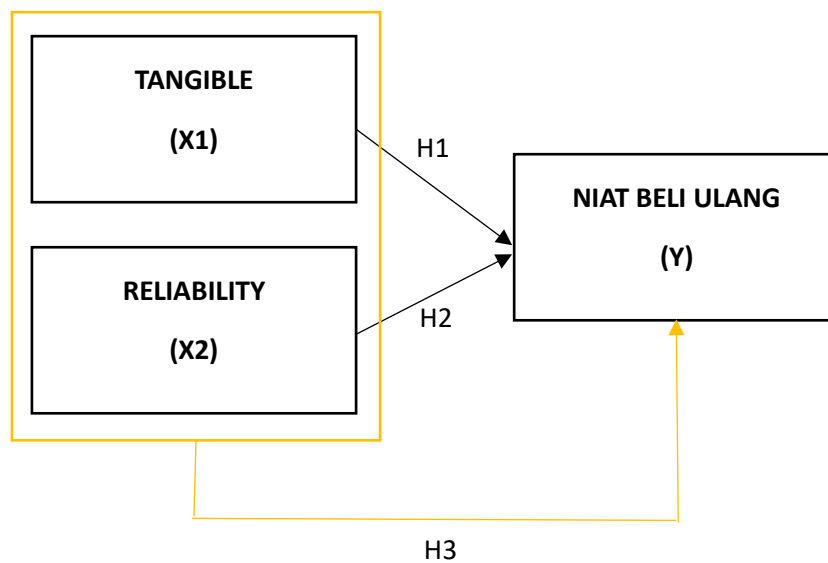 TANGIBLE
(X1)
H1
NIAT BELI ULANG
(Y)
RELIABILITY
(X2)
H2
H3